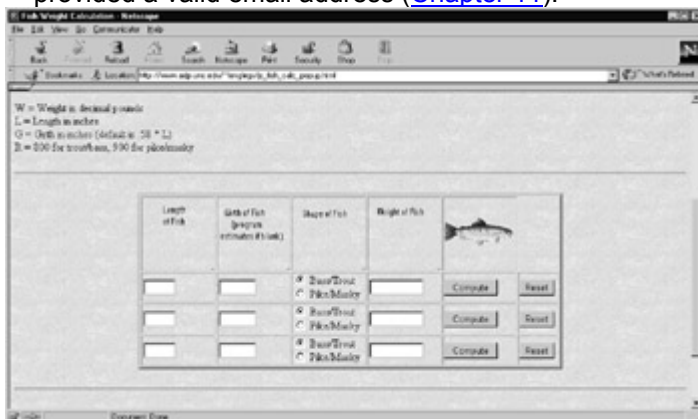 provided a valid email address (Chapter 11).
Fish Weight Calculation - Netscape
File Edit View Go Communicator Help
Back Forward Reload Home Search Netscape Print Security Shop Stop
Bookmarks Location: What's Related
W = Weight in decimal pounds
L = Length in inches
G = Girth in inches (default is .58 * L)
R = 800 for trout/bass, 900 for pike/musky
Length
of Fish
Girth of Fish
(program
estimates if blank)
Shape of Fish
Weight of Fish
Bass/Trout
Pike/Musky
Compute
Reset
Bass/Trout
Pike/Musky
Compute
Reset
Bass/Trout
Pike/Musky
Compute
Reset
Document: Done